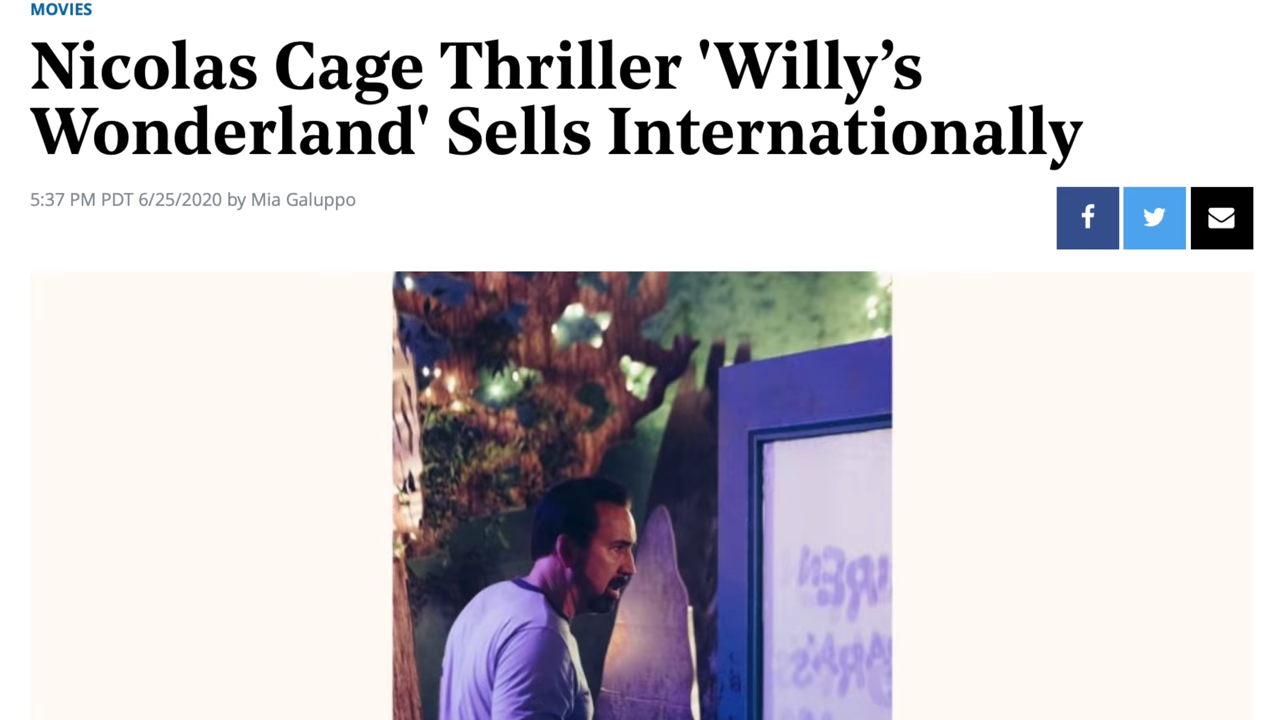 MOVIES
Nicolas Cage Thriller 'Willy’s
Wonderland' Sells Internationally
5:37 PM PDT 6/25/2020 by Mia Galuppo